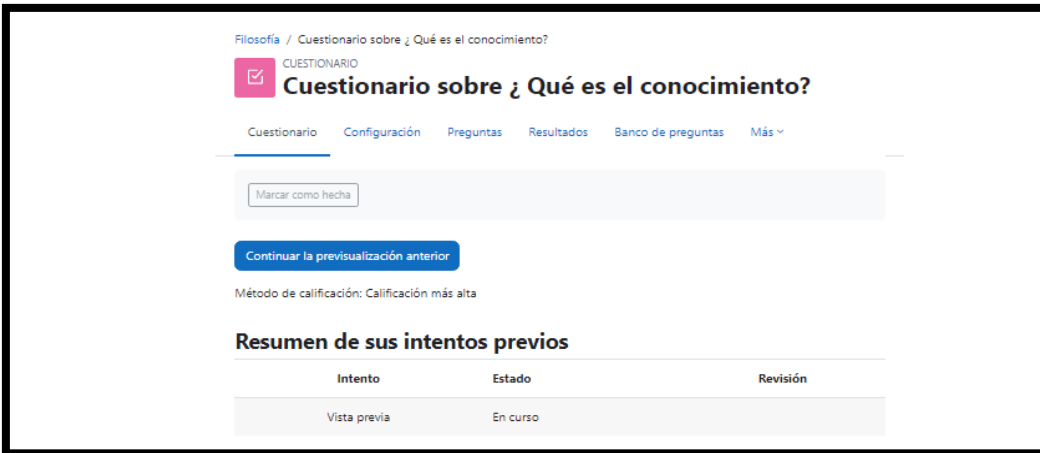 Filosofía / Cuestionario sobre ¿ Qué es el conocimiento?
CUESTIONARIO
Cuestionario sobre ¿ Qué es el conocimiento?
Cuestionario Configuración Preguntas Resultados Banco de preguntas Más
Marcar como hecha
Continuar la previsualización anterior
Método de calificación: Calificación más alta
Resumen de sus intentos previos
Intento Estado Revisión
Vista previa En curso